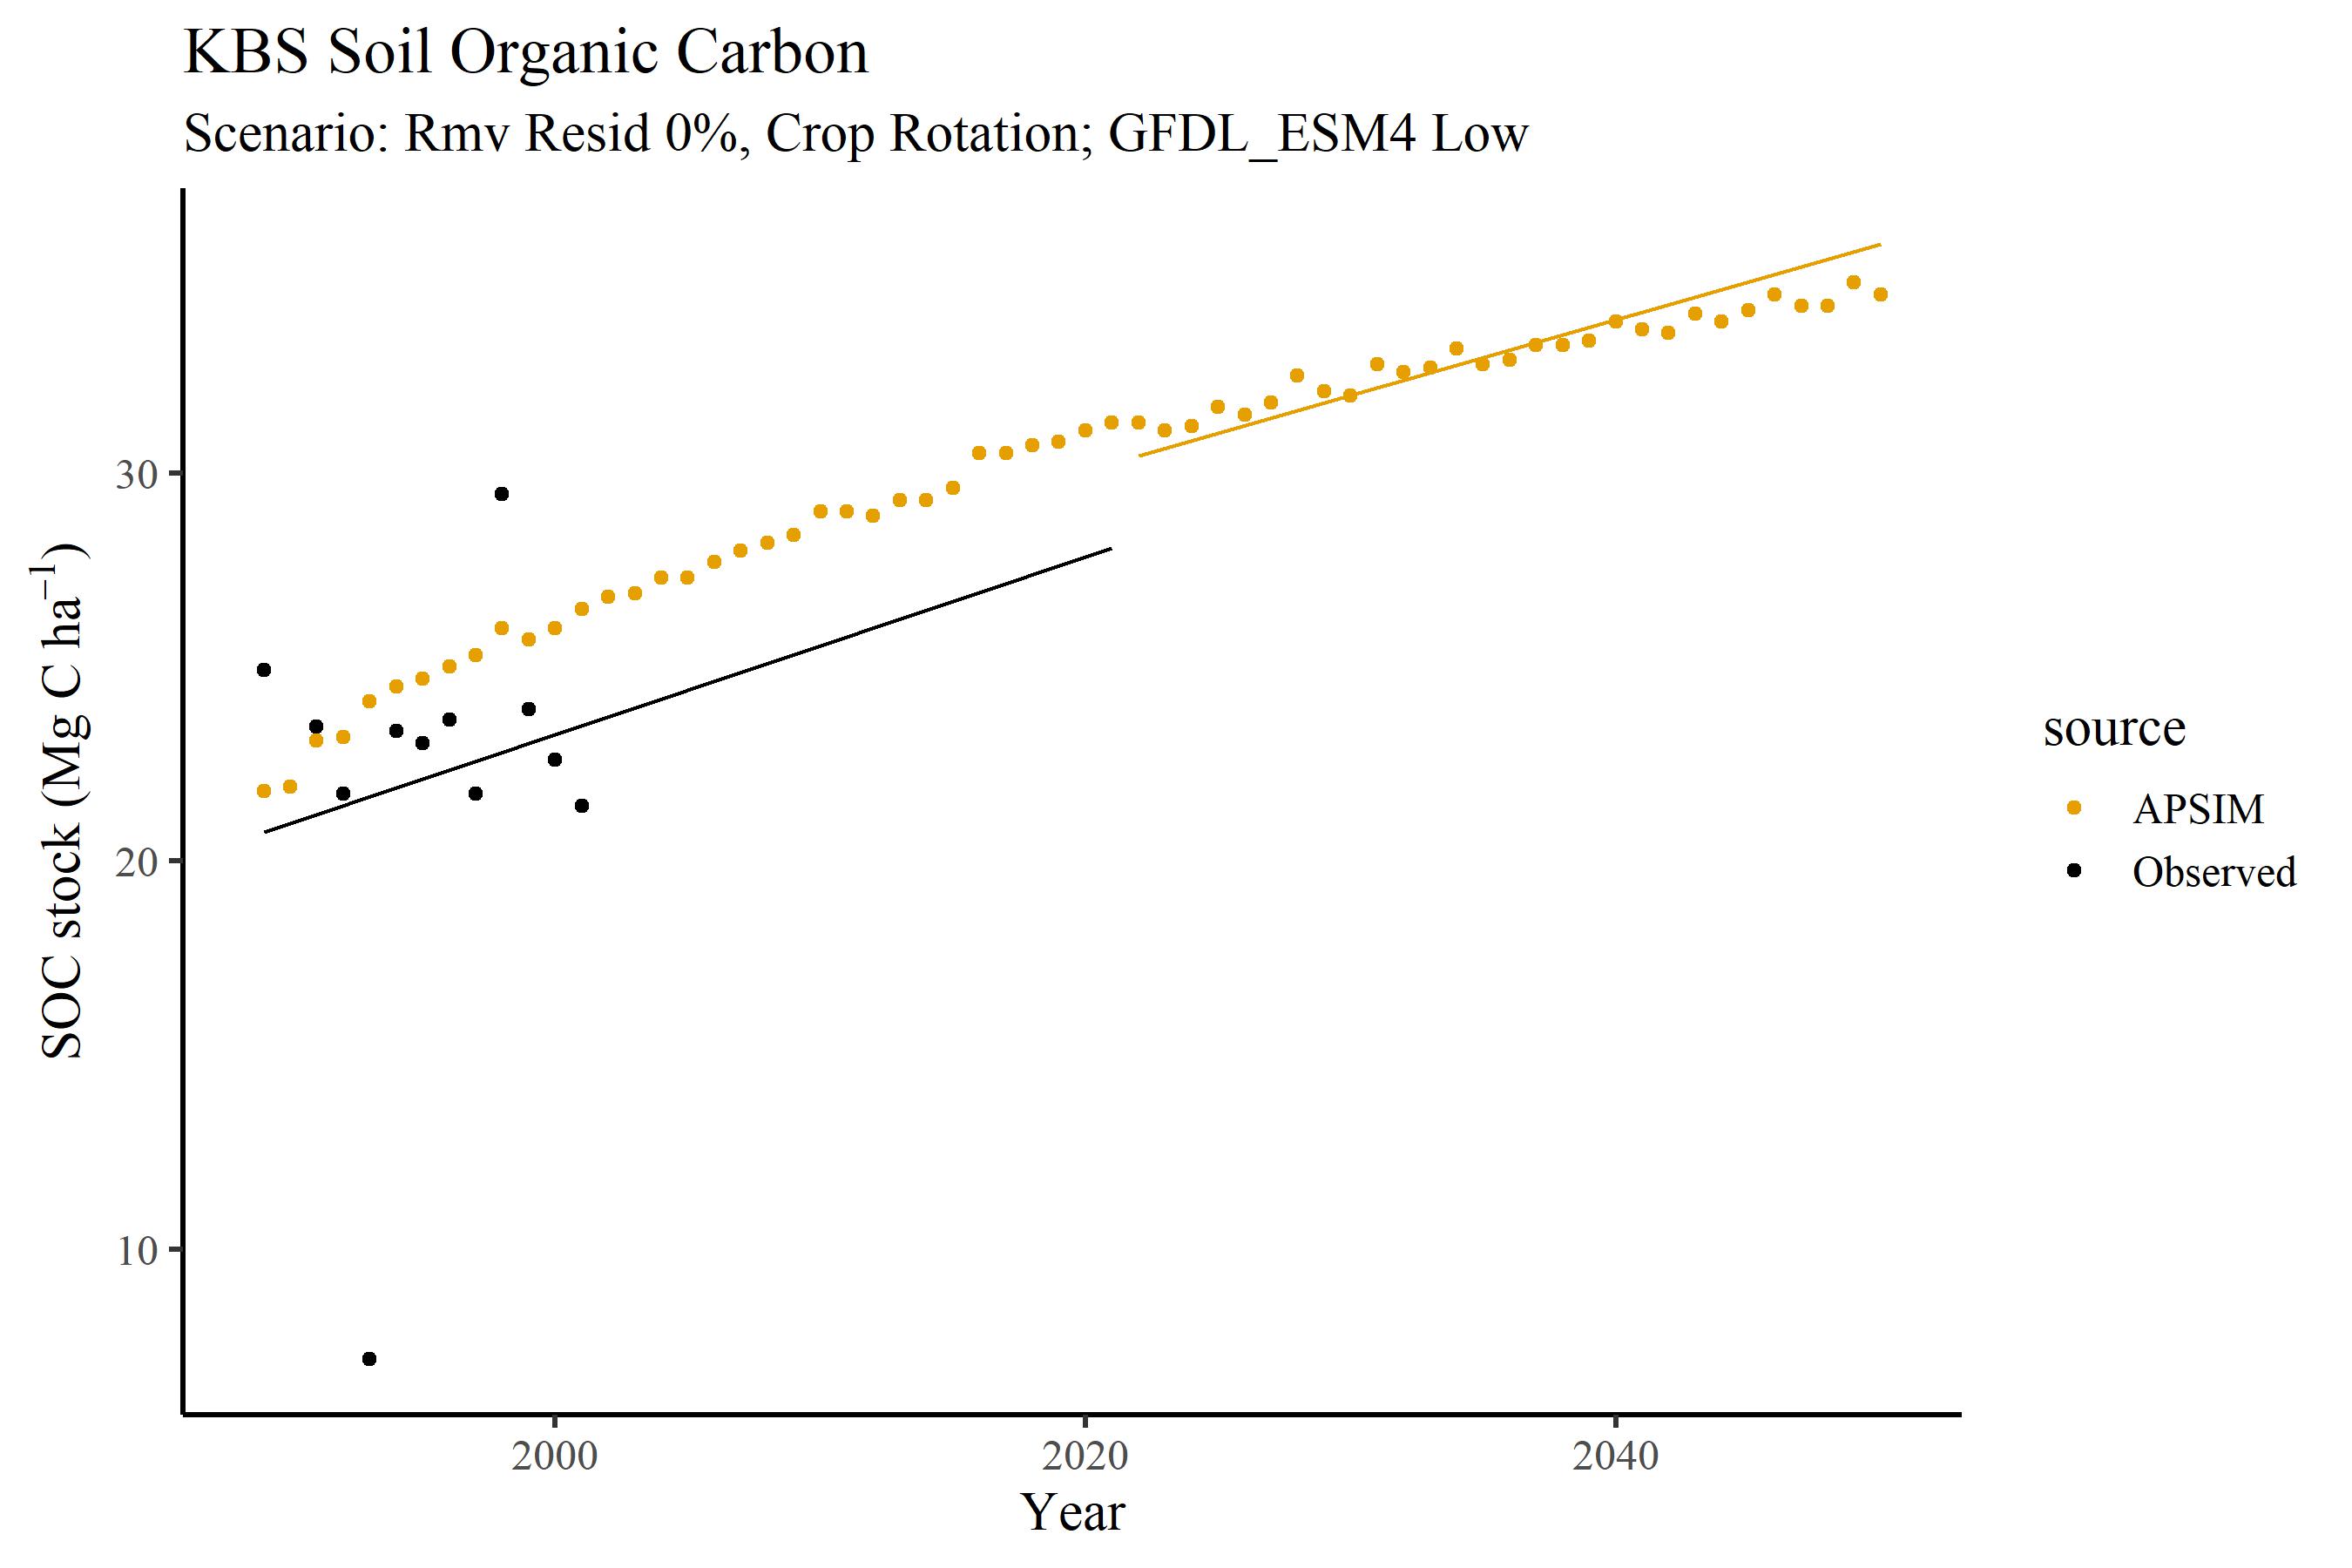 KBS Soil Organic Carbon
Scenario: Rmv Resid 0%, Crop Rotation; GFDL_ESM4 Low
SOC stock (Mg C ha⁻¹)
30
20
10
2000 2020 2040
Year
source
APSIM
Observed